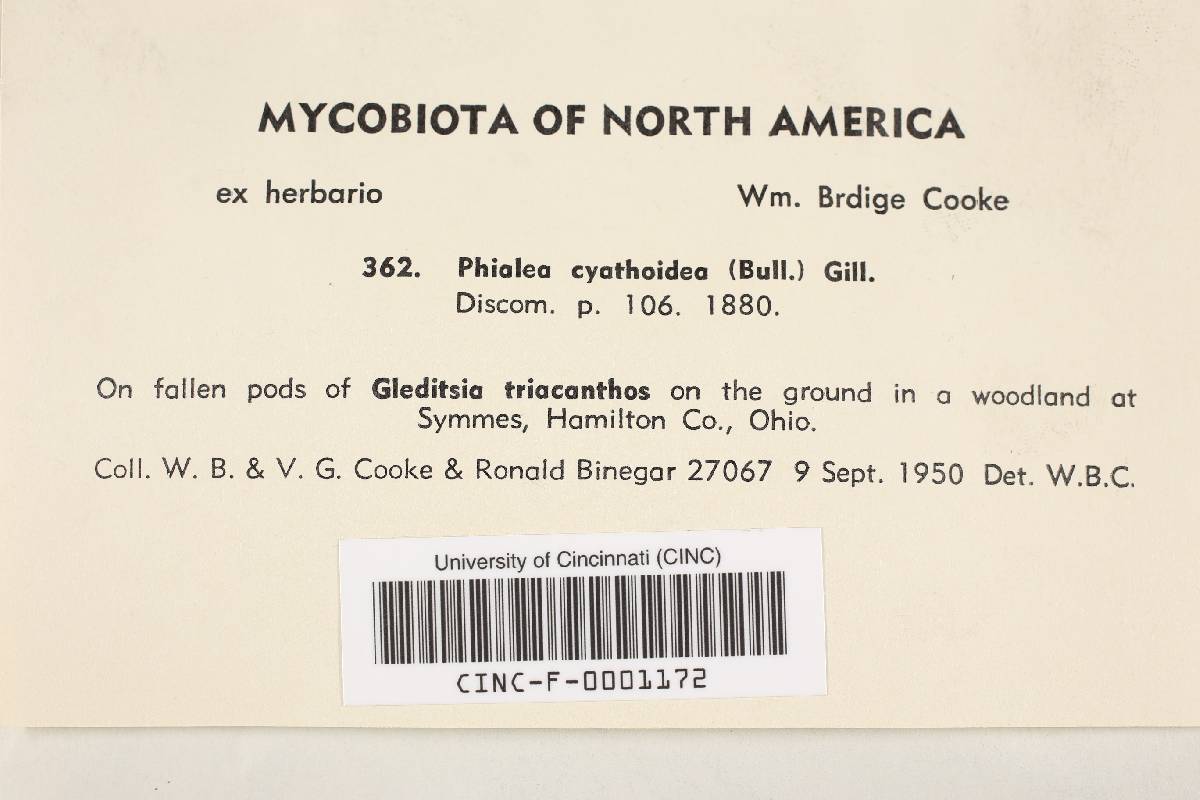 MYCOBIOTA OF NORTH AMERICA
ex herbario Wm. Brdige Cooke
362. Phialea cyathoidea (Bull.) Gill.
Discom. p. 106. 1880.
On fallen pods of Gleditsia triacanthos on the ground in a woodland at
Symmes, Hamilton Co., Ohio.
Coll. W. B. & V. G. Cooke & Ronald Binegar 27067 9 Sept. 1950 Det. W.B.C.
University of Cincinnati (CINC)
CINC-F-0001172